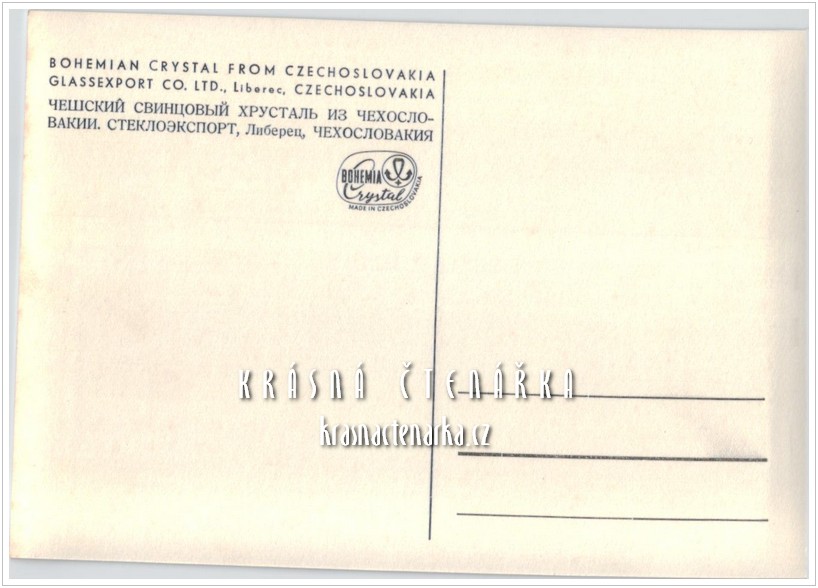 BOHEMIAN CRYSTAL FROM CZECHOSLOVAKIA
GLASSEXPORT CO. LTD., Liberec, CZECHOSLOVAKIA
ЧЕШСКИЙ СВИНЦОВЫЙ ХРУСТАЛЬ ИЗ ЧЕХОСЛО-
ВАКИИ. СТЕКЛОЭКСПОРТ, Либерец, ЧЕХОСЛОВАКИЯ
BOHEMIA
Crystal
MADE IN CZECHOSLOVAKIA
KRÁSNÁ ČTENÁŘKA
krasnactenarka.cz